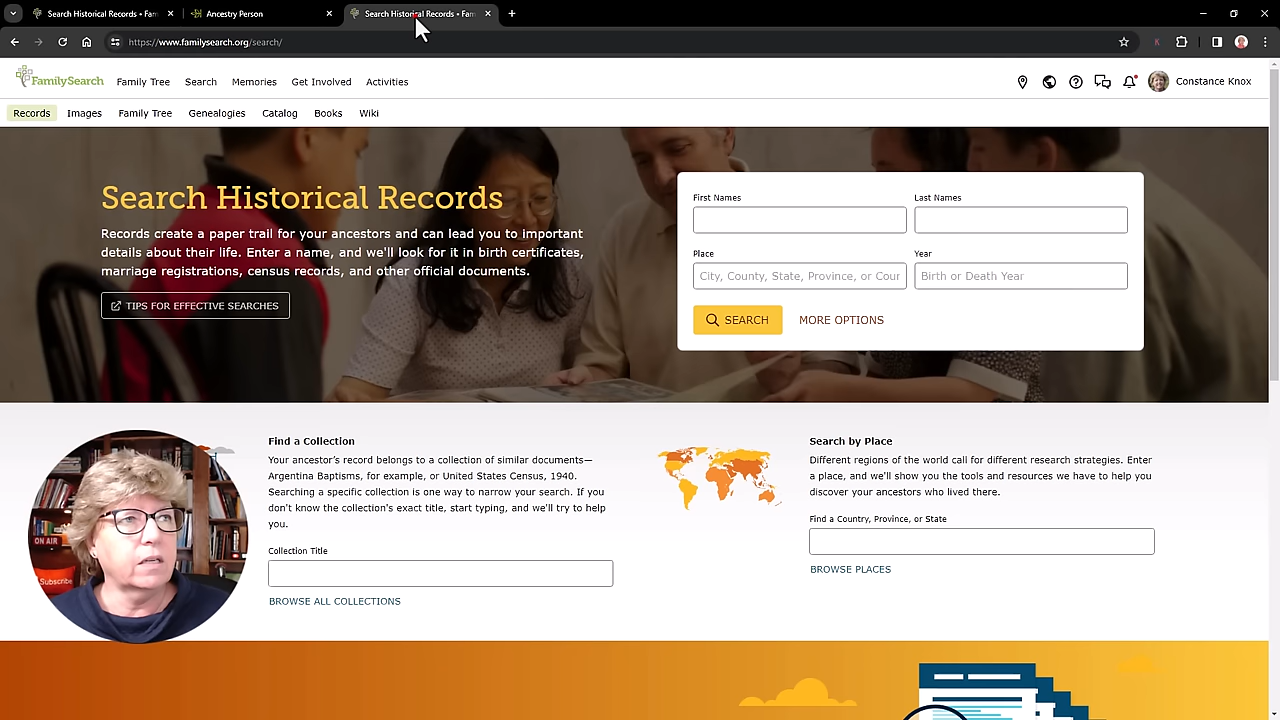 Search Historical Records • Fam
Ancestry Person
Search Historical Records • Fam
https://www.familysearch.org/search/
FamilySearch
Family Tree
Search
Memories
Get Involved
Activities
Constance Knox
Records
Images
Family Tree
Genealogies
Catalog
Books
Wiki
Search Historical Records
Records create a paper trail for your ancestors and can lead you to important
details about their life. Enter a name, and we'll look for it in birth certificates,
marriage registrations, census records, and other official documents.
TIPS FOR EFFECTIVE SEARCHES
First Names
Last Names
Place
Year
City, County, State, Province, or Cour
Birth or Death Year
SEARCH
MORE OPTIONS
Find a Collection
Your ancestor's record belongs to a collection of similar documents—
Argentina Baptisms, for example, or United States Census, 1940.
Searching a specific collection is one way to narrow your search. If you
don't know the collection's exact title, start typing, and we'll try to help
you.
Collection Title
BROWSE ALL COLLECTIONS
Search by Place
Different regions of the world call for different research strategies. Enter
a place, and we'll show you the tools and resources we have to help you
discover your ancestors who lived there.
Find a Country, Province, or State
BROWSE PLACES
ON AIR
Subscribe